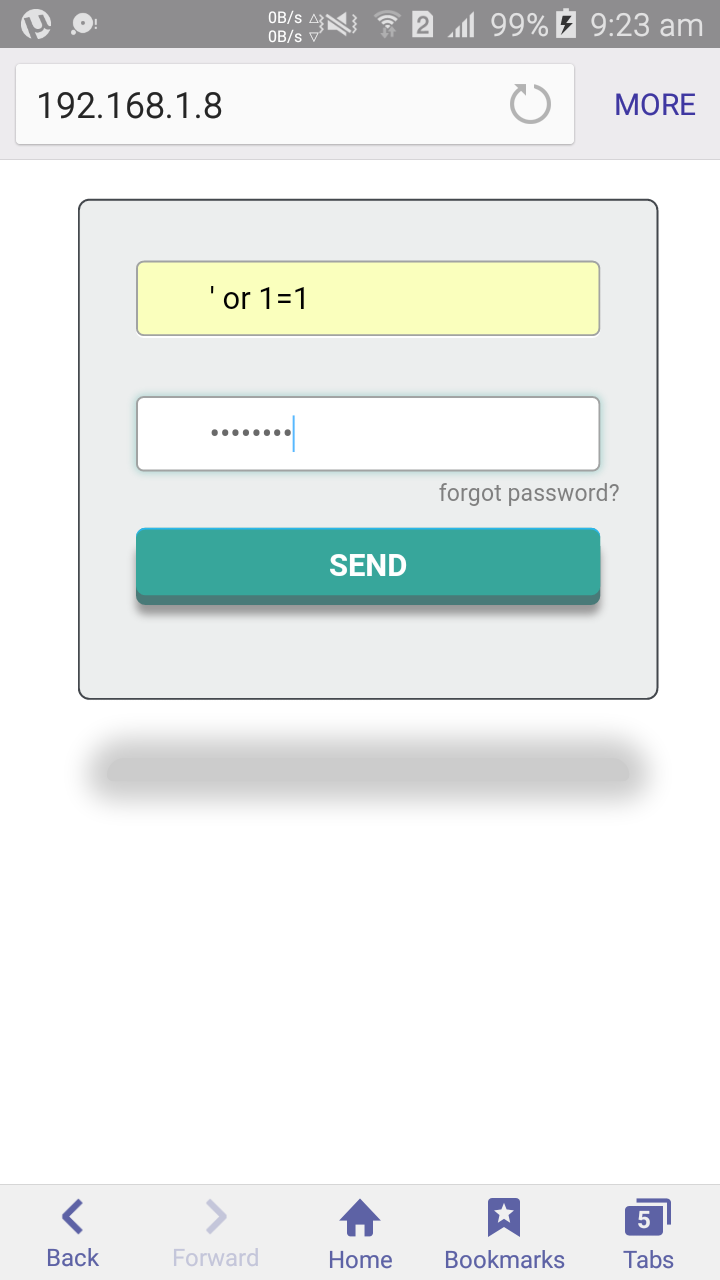 0B/s
0B/s
2
99%
9:23 am
192.168.1.8
MORE
' or 1=1
••••••••
forgot password?
SEND
Back
Forward
Home
Bookmarks
5
Tabs